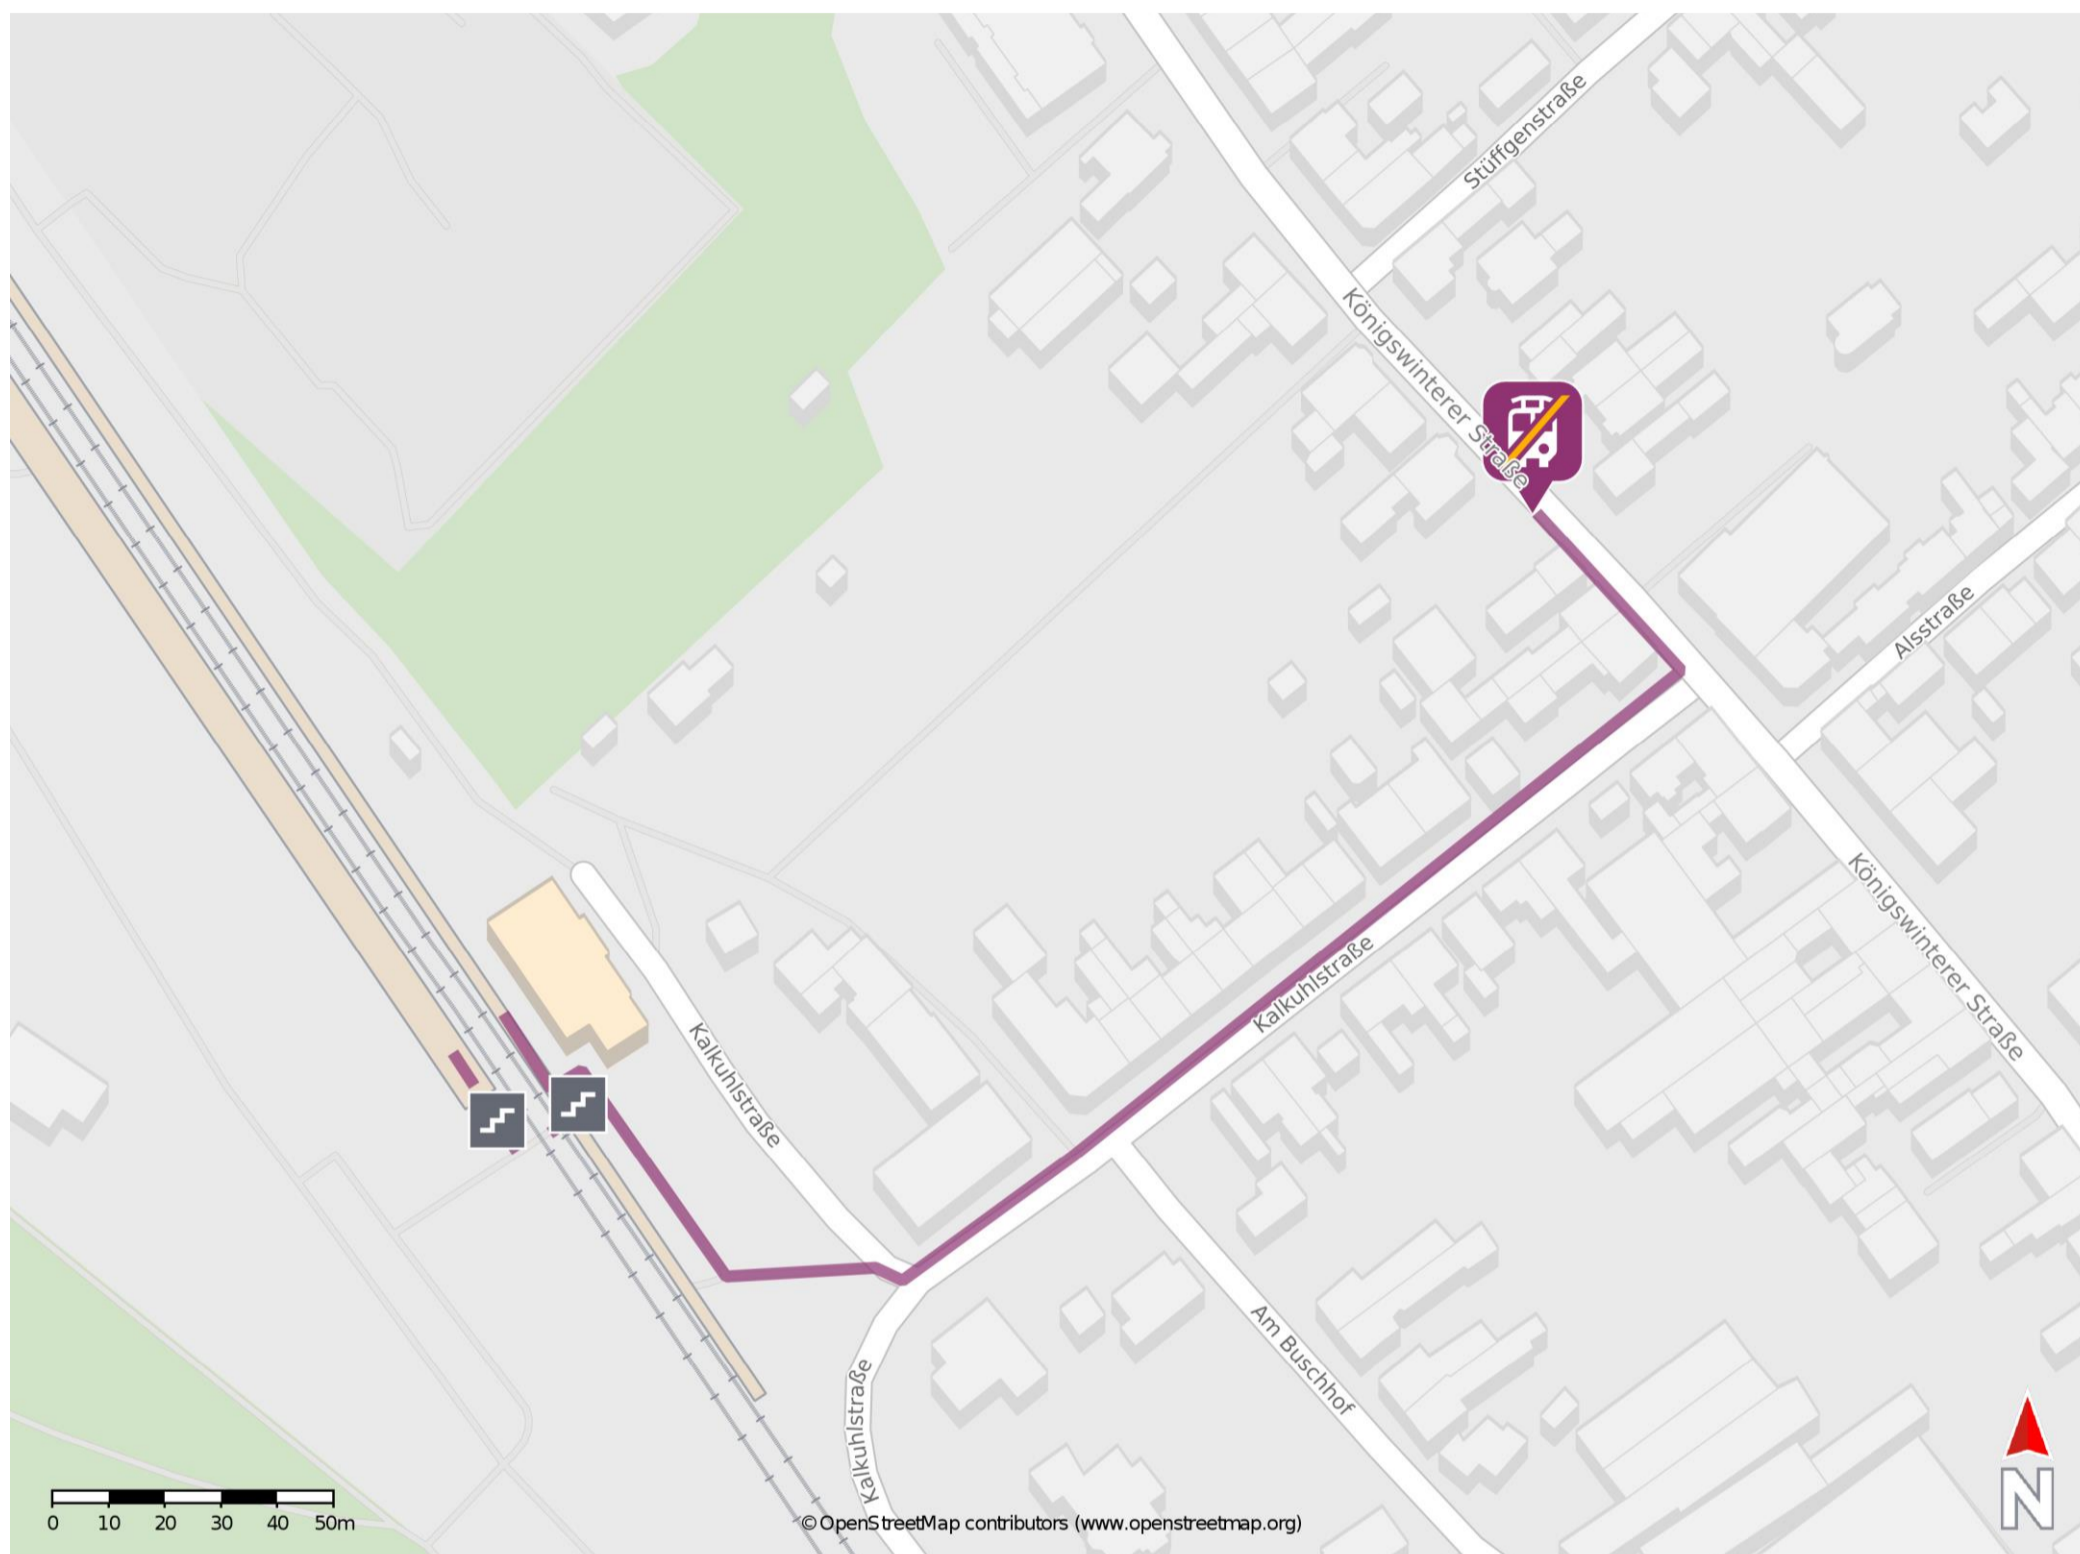 Stüffgenstraße
Königswinterer Straße
Alsstraße
Königswinterer Straße
Kalkuhlstraße
Kalkuhlstraße
Am Buschhof
Kalkuhlstraße
0 10 20 30 40 50m
© OpenStreetMap contributors (www.openstreetmap.org)
N